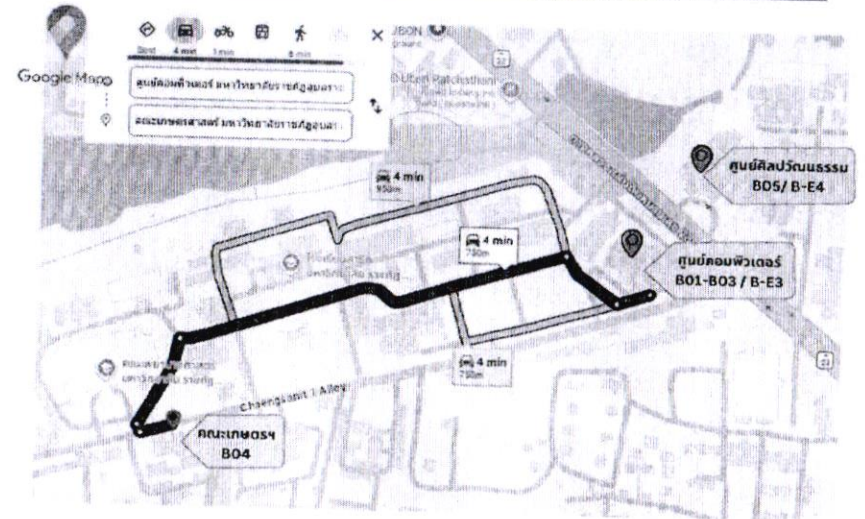 Google Maps
Best 4 min 1 min 8 min
ศูนย์คอมพิวเตอร์ มหาวิทยาลัยราชภัฏอุบลราช
คณะเกษตรศาสตร์ มหาวิทยาลัยราชภัฏอุบลรา
UBON
Ubon Ratchathani
4 min
950m
ศูนย์ศิลปวัฒนธรรม
B05/ B-E4
4 min
750m
ศูนย์คอมพิวเตอร์
B01-B03 / B-E3
4 min
750m
Chaengsanit 1 Alley
คณะเกษตรฯ
B04